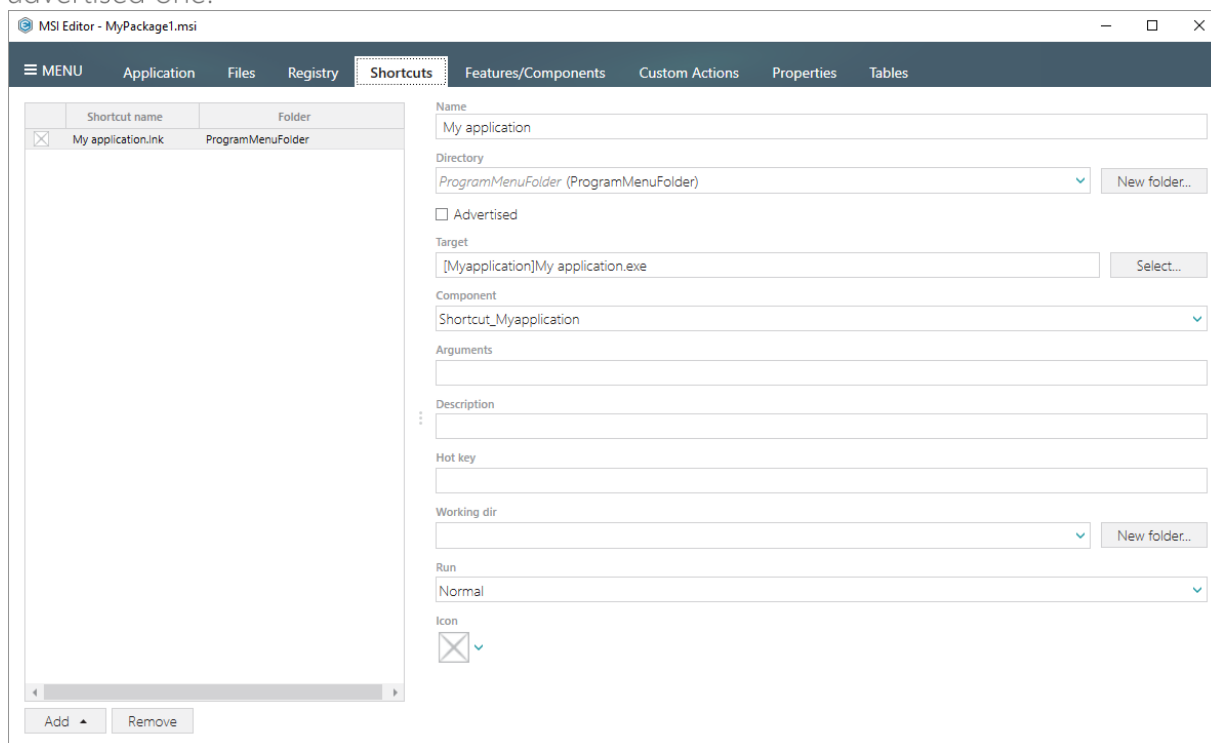 advertised one.
MSI Editor - MyPackage1.msi
MENU Application Files Registry Shortcuts Features/Components Custom Actions Properties Tables
Shortcut name Folder
My application.lnk ProgramMenuFolder
Name
My application
Directory
ProgramMenuFolder (ProgramMenuFolder)
New folder...
Advertised
Target
[Myapplication]My application.exe
Select...
Component
Shortcut_Myapplication
Arguments
Description
Hot key
Working dir
New folder...
Run
Normal
Icon
Add Remove